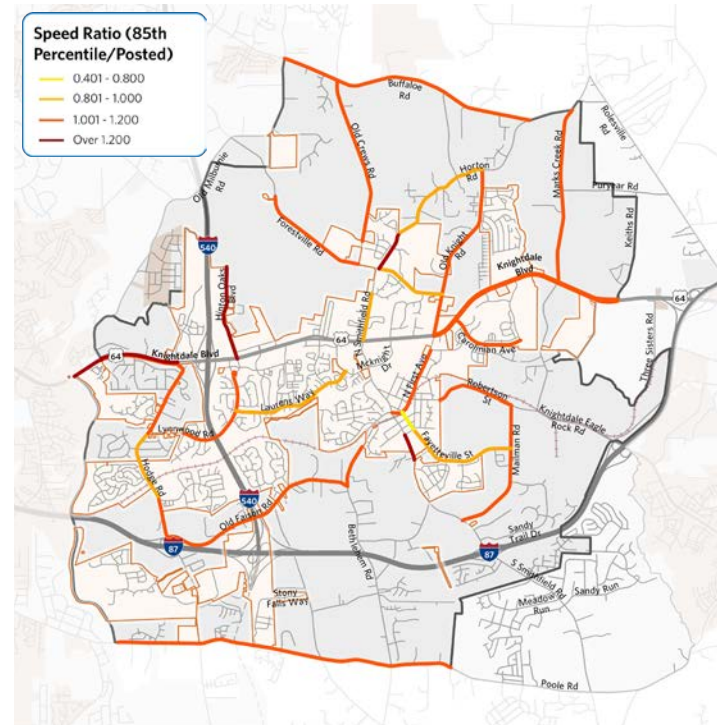 Speed Ratio (85th
Percentile/Posted)
0.401 - 0.800
0.801 - 1.000
1.001 - 1.200
Over 1.200
Buffaloe
Rd
Rolesville
Rd
Old Crews Rd
Horton
Rd
Marks Creek Rd
Puryear Rd
Old Milburnie
Rd
Forestville Rd
Old Knight
Rd
Keiths Rd
540
Hinton Oaks
Blvd
Knightdale
Blvd
64
N Smithfield Rd
64
64
Knightdale Blvd
Mcknight
Dr
Carolinian Ave
Three Sisters Rd
N First Ave
Laurens Way
Robertson
St
Lynnwood Rd
Knightdale Eagle
Rock Rd
Fayetteville St
Mailman Rd
Hodge Rd
540
Old Faison Rd
Bethlehem Rd
Sandy
Trail Dr
87
87
S Smithfield Rd
Stony
Falls Way
Meadow
Run
Sandy Run
Poole Rd